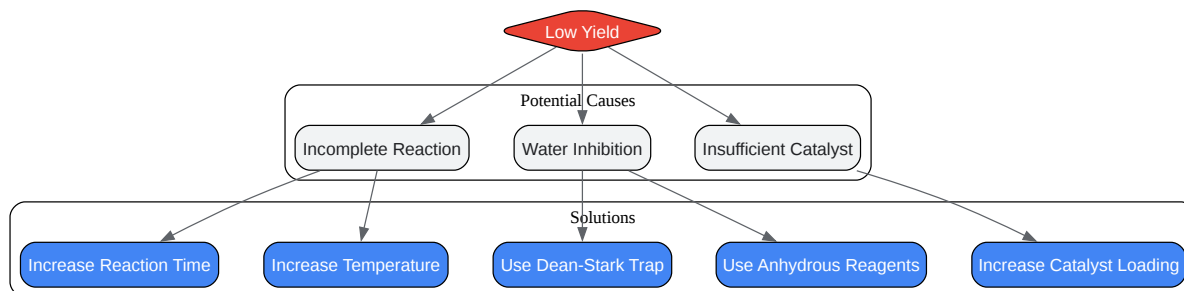 Low Yield
Potential Causes
Incomplete Reaction
Water Inhibition
Insufficient Catalyst
Solutions
Increase Reaction Time
Increase Temperature
Use Dean-Stark Trap
Use Anhydrous Reagents
Increase Catalyst Loading